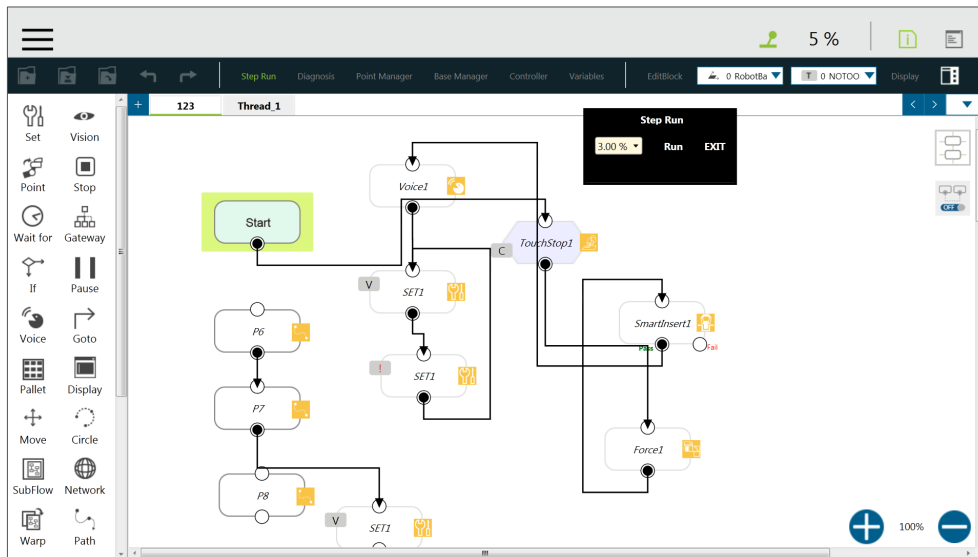 5 %
Step Run Diagnosis Point Manager Base Manager Controller Variables EditBlock 0 RobotBa T 0 NOTOO Display
+ 123 Thread_1 < >
Set Vision
Point Stop
Wait for Gateway
If Pause
Voice Goto
Pallet Display
Move Circle
SubFlow Network
Warp Path
Step Run
3.00 % Run EXIT
OFF
Voice1
Start
TouchStop1
C
V
SET1
SmartInsert1
Pass Fail
P6
!
SET1
P7
Force1
P8
V
SET1
100%